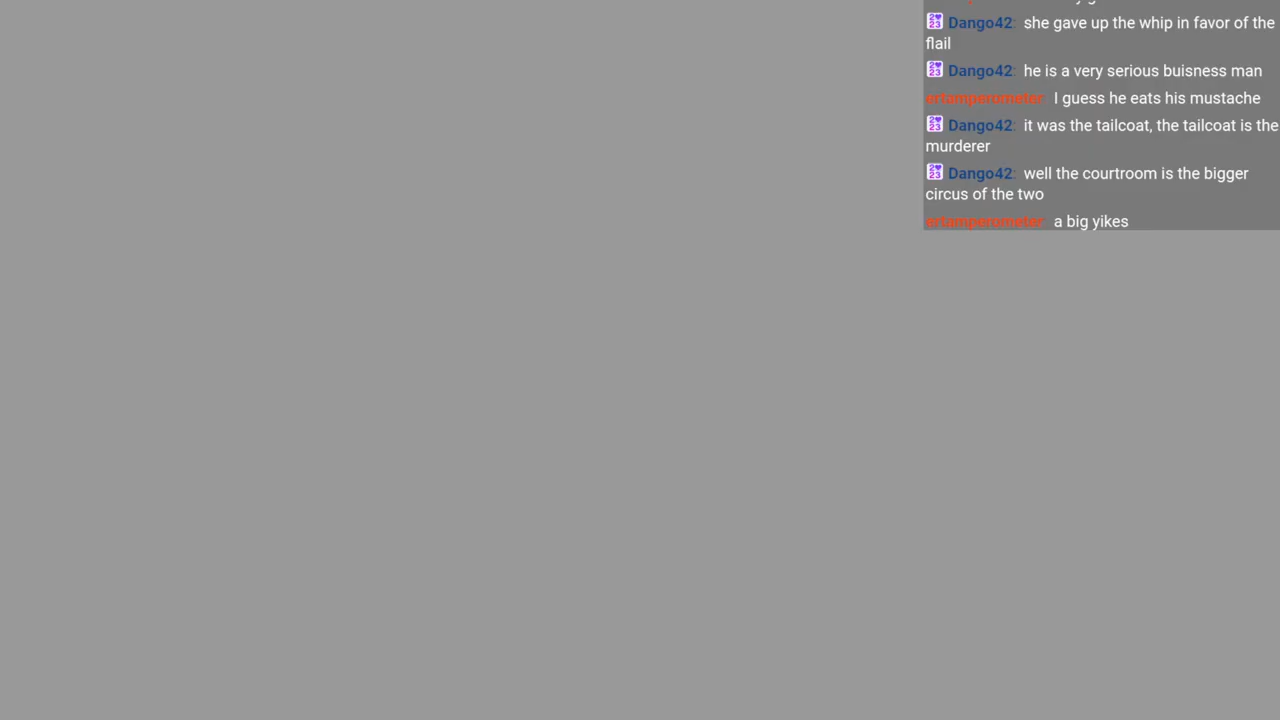 Dango42: she gave up the whip in favor of the
flail
Dango42: he is a very serious buisness man
ertamperometer: I guess he eats his mustache
Dango42: it was the tailcoat, the tailcoat is the
murderer
Dango42: well the courtroom is the bigger
circus of the two
ertamperometer: a big yikes